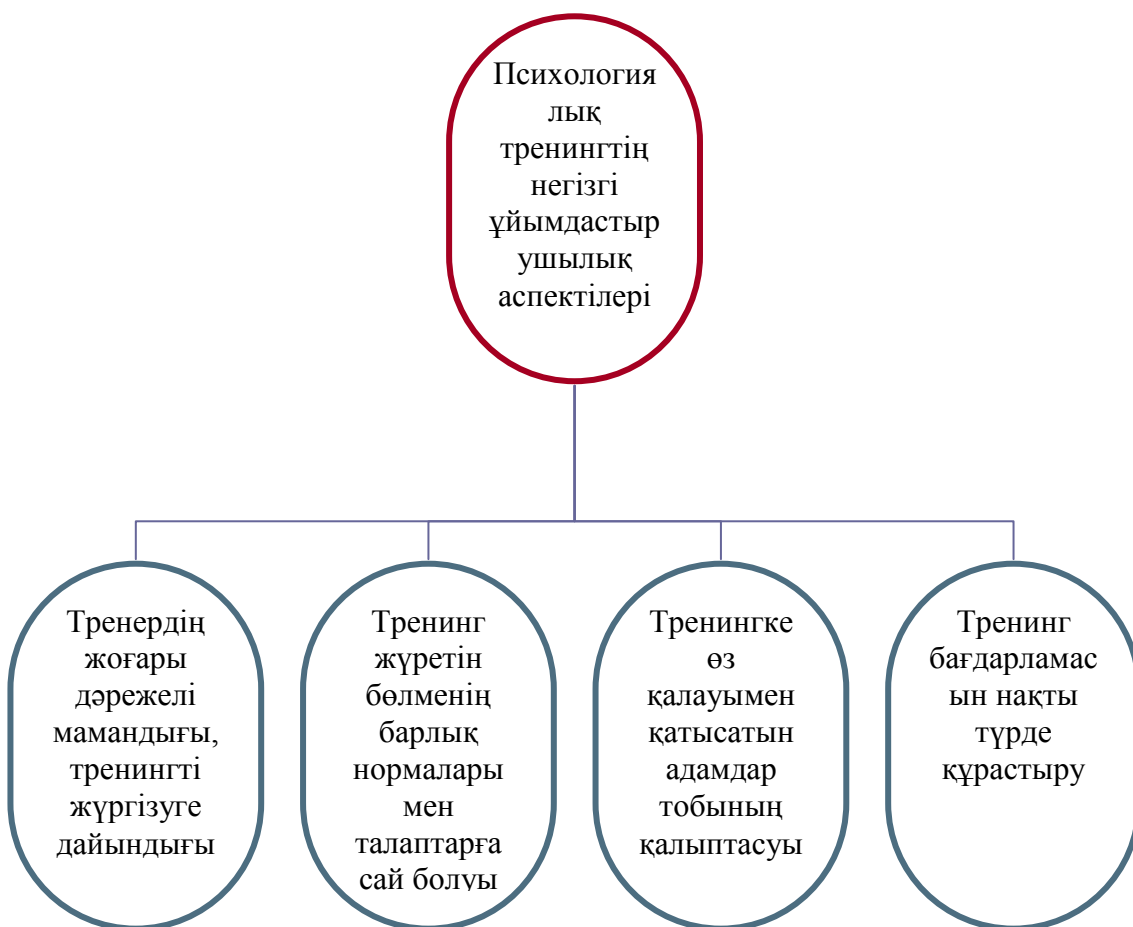 Психология
лық
тренингтің
негізгі
ұйымдастыр
ушылық
аспектілері
Тренердің
жоғары
дәрежелі
мамандығы,
тренингті
жүргізуге
дайындығы
Тренинг
жүретін
бөлменің
барлық
нормалары
мен
талаптарға
сай болуы
Тренингке
өз
қалауымен
қатысатын
адамдар
тобының
қалыптасуы
Тренинг
бағдарламас
ын нақты
түрде
құрастыру